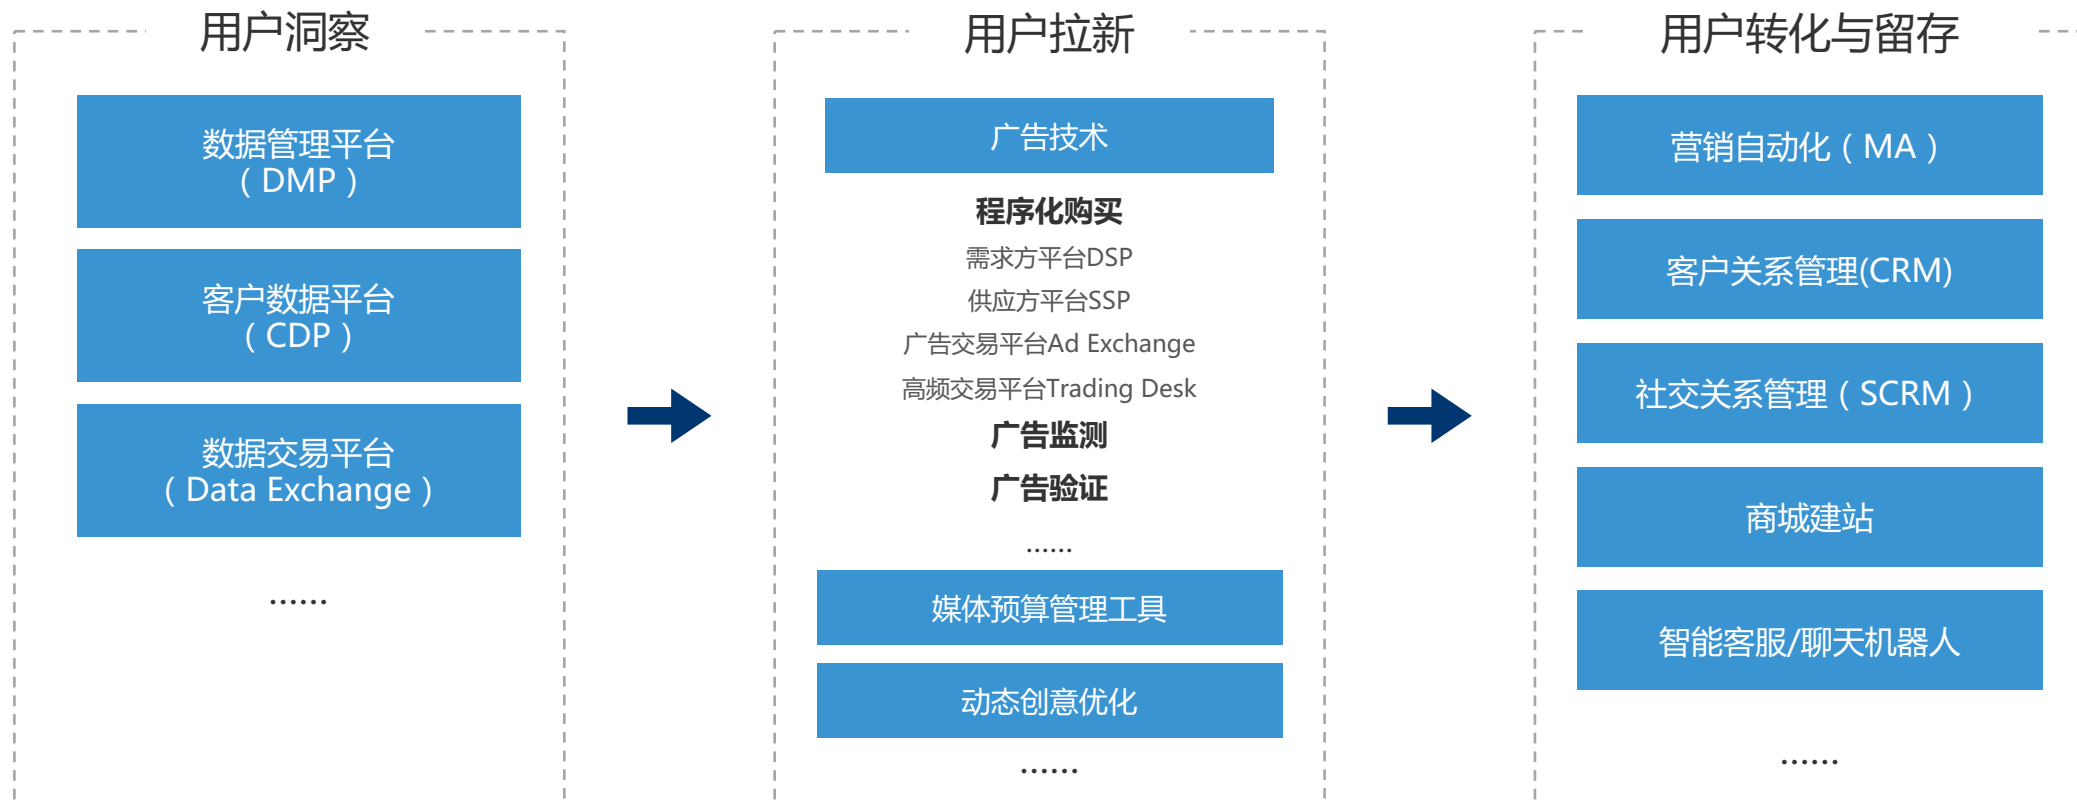 用户洞察
数据管理平台
（DMP）
客户数据平台
（CDP）
数据交易平台
（Data Exchange）
……
用户拉新
广告技术
程序化购买
需求方平台DSP
供应方平台SSP
广告交易平台Ad Exchange
高频交易平台Trading Desk
广告监测
广告验证
……
媒体预算管理工具
动态创意优化
……
用户转化与留存
营销自动化（MA）
客户关系管理(CRM)
社交关系管理（SCRM）
商城建站
智能客服/聊天机器人
……